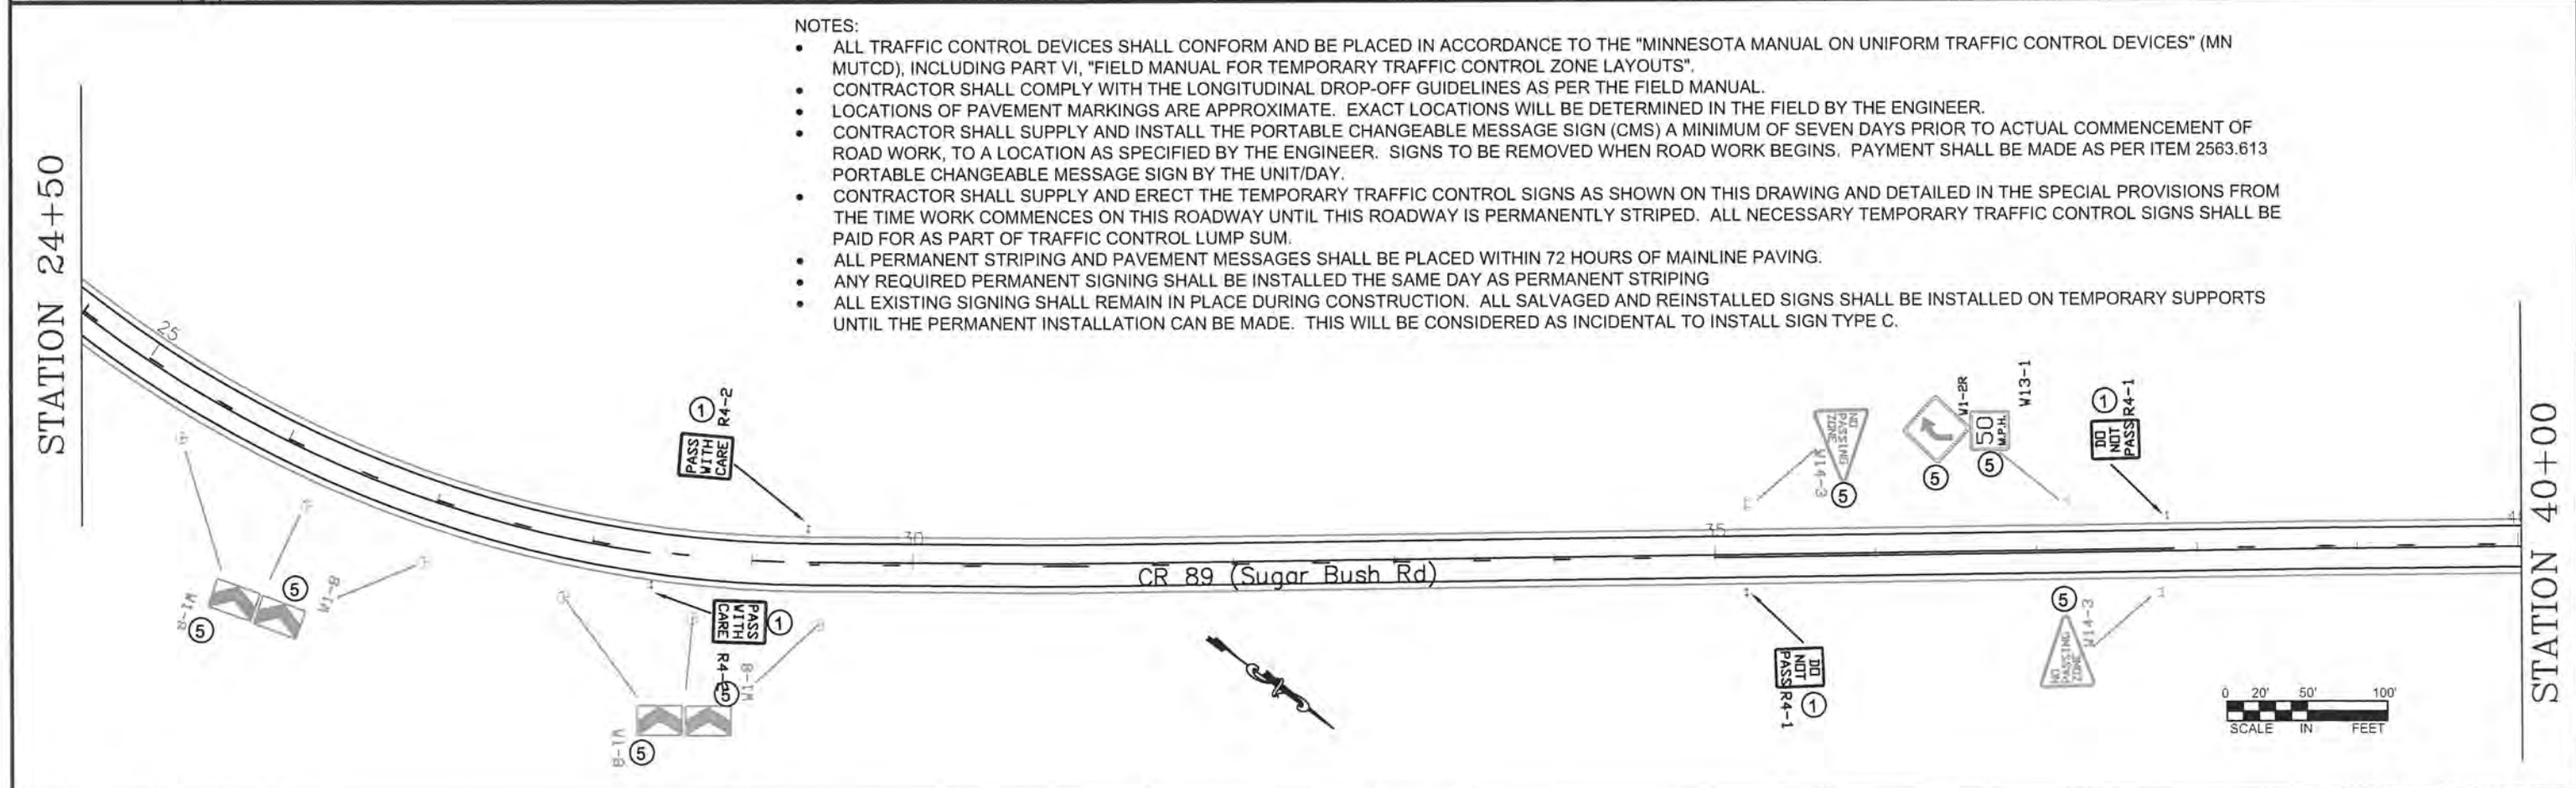 NOTES:
• ALL TRAFFIC CONTROL DEVICES SHALL CONFORM AND BE PLACED IN ACCORDANCE TO THE "MINNESOTA MANUAL ON UNIFORM TRAFFIC CONTROL DEVICES" (MN
MUTCD), INCLUDING PART VI, "FIELD MANUAL FOR TEMPORARY TRAFFIC CONTROL ZONE LAYOUTS".
• CONTRACTOR SHALL COMPLY WITH THE LONGITUDINAL DROP-OFF GUIDELINES AS PER THE FIELD MANUAL.
• LOCATIONS OF PAVEMENT MARKINGS ARE APPROXIMATE. EXACT LOCATIONS WILL BE DETERMINED IN THE FIELD BY THE ENGINEER.
• CONTRACTOR SHALL SUPPLY AND INSTALL THE PORTABLE CHANGEABLE MESSAGE SIGN (CMS) A MINIMUM OF SEVEN DAYS PRIOR TO ACTUAL COMMENCEMENT OF
ROAD WORK, TO A LOCATION AS SPECIFIED BY THE ENGINEER. SIGNS TO BE REMOVED WHEN ROAD WORK BEGINS. PAYMENT SHALL BE MADE AS PER ITEM 2563.613
PORTABLE CHANGEABLE MESSAGE SIGN BY THE UNIT/DAY.
• CONTRACTOR SHALL SUPPLY AND ERECT THE TEMPORARY TRAFFIC CONTROL SIGNS AS SHOWN ON THIS DRAWING AND DETAILED IN THE SPECIAL PROVISIONS FROM
THE TIME WORK COMMENCES ON THIS ROADWAY UNTIL THIS ROADWAY IS PERMANENTLY STRIPED. ALL NECESSARY TEMPORARY TRAFFIC CONTROL SIGNS SHALL BE
PAID FOR AS PART OF TRAFFIC CONTROL LUMP SUM.
• ALL PERMANENT STRIPING AND PAVEMENT MESSAGES SHALL BE PLACED WITHIN 72 HOURS OF MAINLINE PAVING.
• ANY REQUIRED PERMANENT SIGNING SHALL BE INSTALLED THE SAME DAY AS PERMANENT STRIPING
• ALL EXISTING SIGNING SHALL REMAIN IN PLACE DURING CONSTRUCTION. ALL SALVAGED AND REINSTALLED SIGNS SHALL BE INSTALLED ON TEMPORARY SUPPORTS
UNTIL THE PERMANENT INSTALLATION CAN BE MADE. THIS WILL BE CONSIDERED AS INCIDENTAL TO INSTALL SIGN TYPE C.
STATION 24+50
25
1
R4-2
PASS
WITH
CARE
30
NO
PASSING
ZONE
W14-3
5
W1-2R
5
50
M.P.H.
W13-1
5
1
DO
NOT
PASS
R4-1
35
STATION 40+00
CR 89 (Sugar Bush Rd)
W1-8
5
5
W1-8
PASS
WITH
CARE
1
5
W1-8
W1-8
5
DO
NOT
PASS
R4-1
1
5
W14-3
NO
PASSING
ZONE
0 20' 50' 100'
SCALE IN FEET